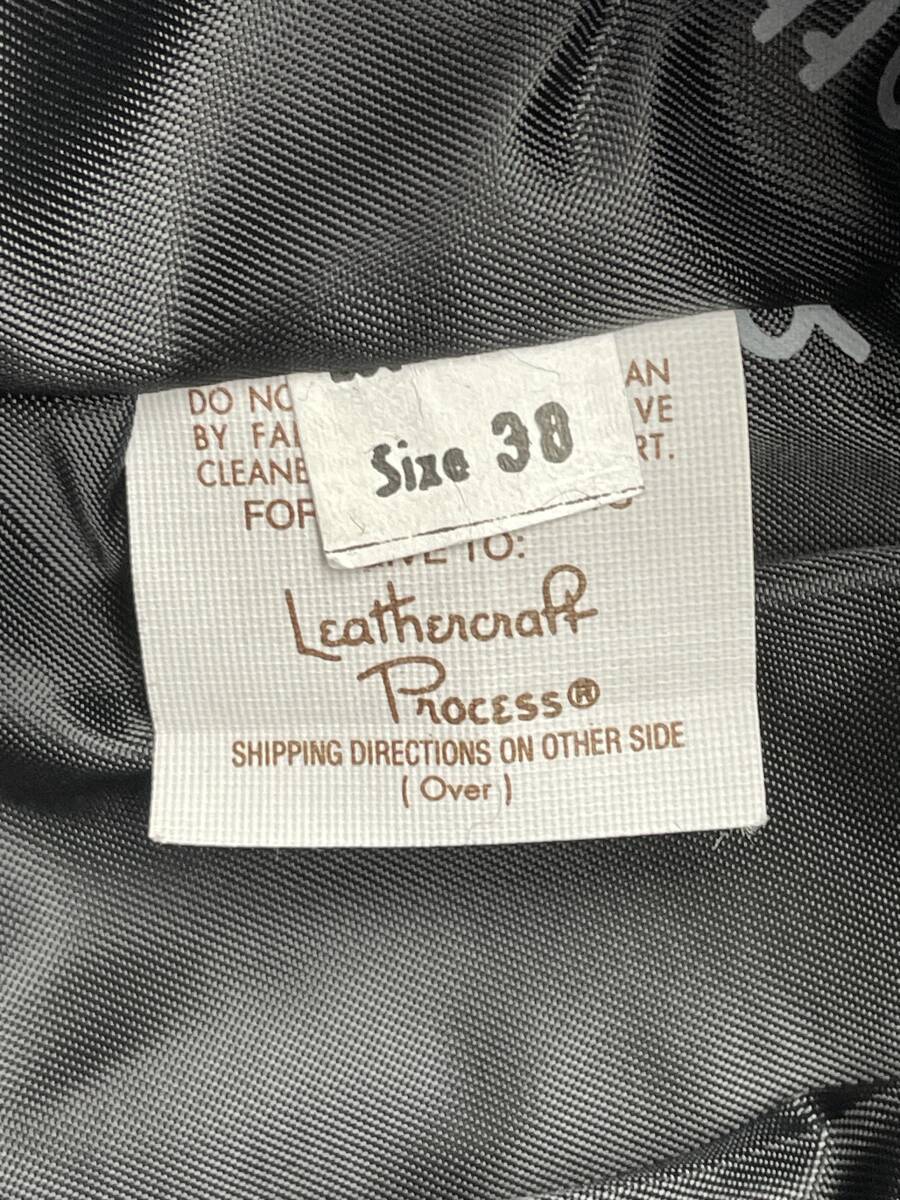 DO NO AN
BY FA VE
CLEANE RT.
FOR
Size 38
TO:
Leathercraft
Process®
SHIPPING DIRECTIONS ON OTHER SIDE
( Over )